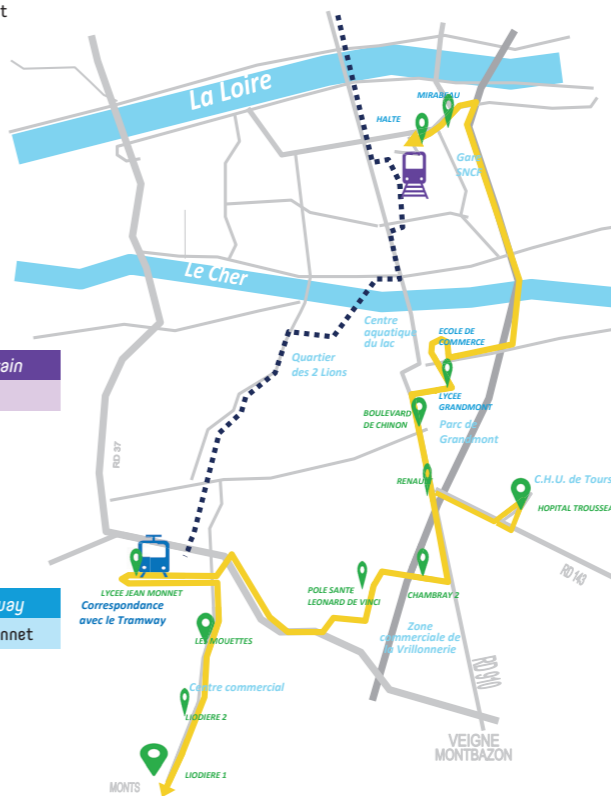 t
La Loire
MIRABEAU
HALTE
Gare
SNCF
Le Cher
Centre
aquatique
du lac
ECOLE DE
COMMERCE
ain
Quartier
des 2 Lions
LYCEE
GRANDMONT
BOULEVARD
DE CHINON
Parc de
Grandmont
RD 37
RENAULT
C.H.U. de Tours
HOPITAL TROUSSEA
RD 143
LYCEE JEAN MONNET
POLE SANTE
LEONARD DE VINCI
CHAMBRAY 2
way
nnet
Correspondance
avec le Tramway
LES MOUETTES
Zone
commerciale de
la Vrillonnerie
RD 910
Centre commercial
LIODIERE 2
VEIGNE
MONTBAZON
LIODIERE 1
MONTS